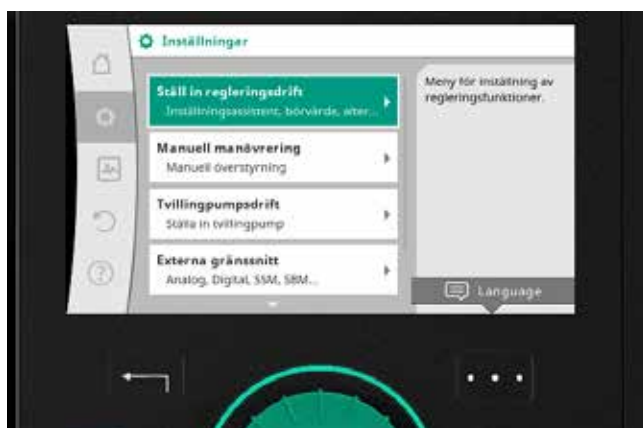 Inställningar
Ställ in regleringsdrift
Inställningsassistent, börvärde, alter...
Manuell manövrering
Manuell överstyrning
Tvillingpumpsdrift
Ställa in tvillingpump
Externa gränssnitt
Analog, Digital, SSM, SBM...
Meny för inställning av
regleringsfunktioner.
Language